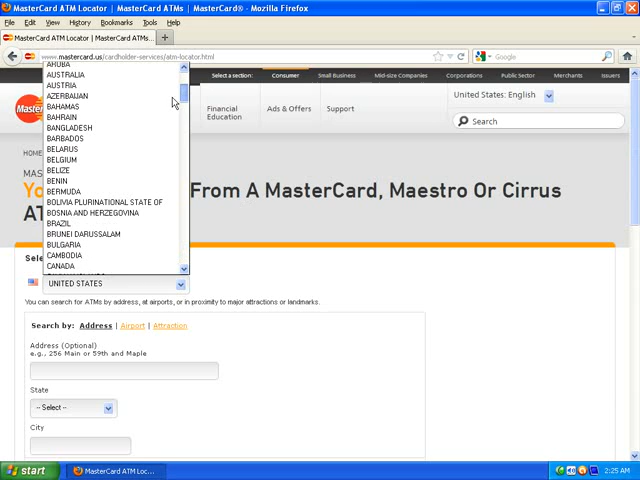 MasterCard ATM Locator | MasterCard ATMs | MasterCard® - Mozilla Firefox
File Edit View History Bookmarks Tools Help
MasterCard ATM Locator | MasterCard ATMs...
www.mastercard.us/cardholder-services/atm-locator.html
Google
Select a section: Consumer Small Business Mid-size Companies Corporations Public Sector Merchants Issuers
ARUBA
AUSTRALIA
AUSTRIA
AZERBAIJAN
BAHAMAS
BAHRAIN
BANGLADESH
BARBADOS
BELARUS
BELGIUM
BELIZE
BENIN
BERMUDA
BOLIVIA PLURINATIONAL STATE OF
BOSNIA AND HERZEGOVINA
BRAZIL
BRUNEI DARUSSALAM
BULGARIA
CAMBODIA
CANADA
Financial
Education
Ads & Offers
Support
United States: English
Search
HOME
MAS
From A MasterCard, Maestro Or Cirrus
AT
Sele
UNITED STATES
You can search for ATMs by address, at airports, or in proximity to major attractions or landmarks.
Search by: Address | Airport | Attraction
Address (Optional)
e.g., 256 Main or 59th and Maple
State
-- Select --
City
start
MasterCard ATM Loc...
2:25 AM